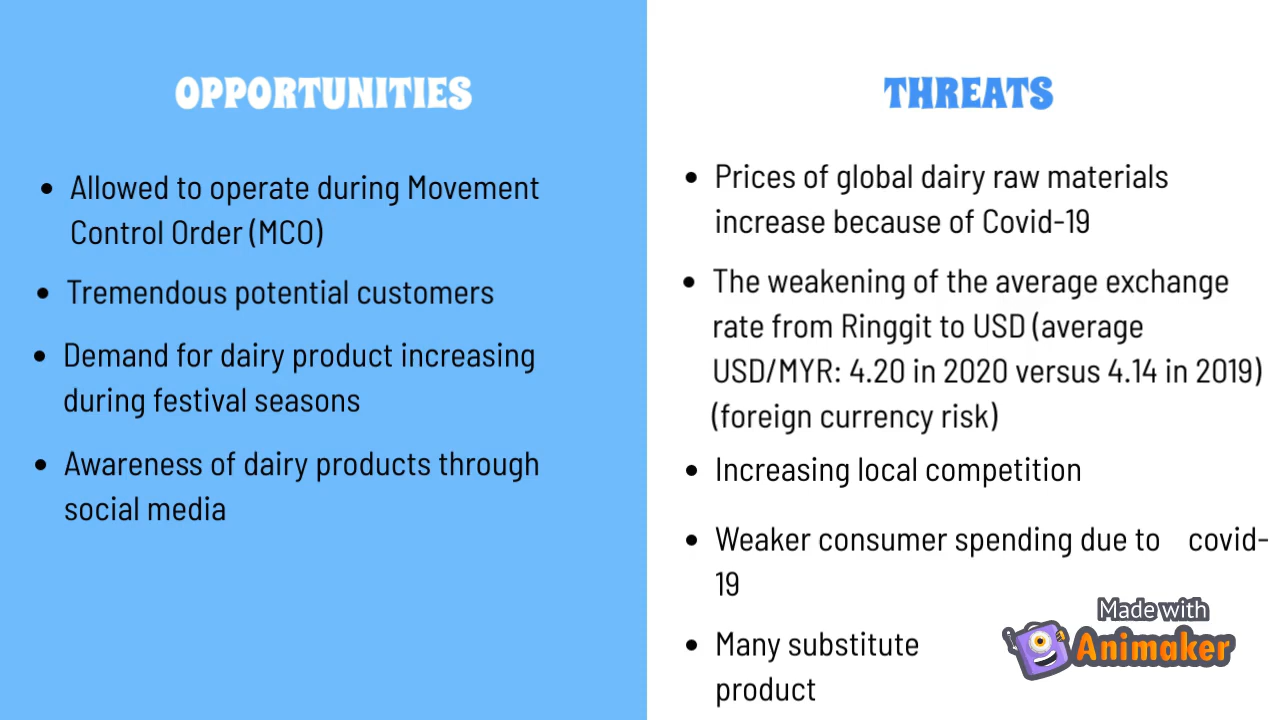 OPPORTUNITIES
• Allowed to operate during Movement
Control Order (MCO)
• Tremendous potential customers
• Demand for dairy product increasing
during festival seasons
• Awareness of dairy products through
social media
THREATS
• Prices of global dairy raw materials
increase because of Covid-19
• The weakening of the average exchange
rate from Ringgit to USD (average
USD/MYR: 4.20 in 2020 versus 4.14 in 2019)
(foreign currency risk)
• Increasing local competition
• Weaker consumer spending due to covid-
19
• Many substitute
product
Made with
Animaker